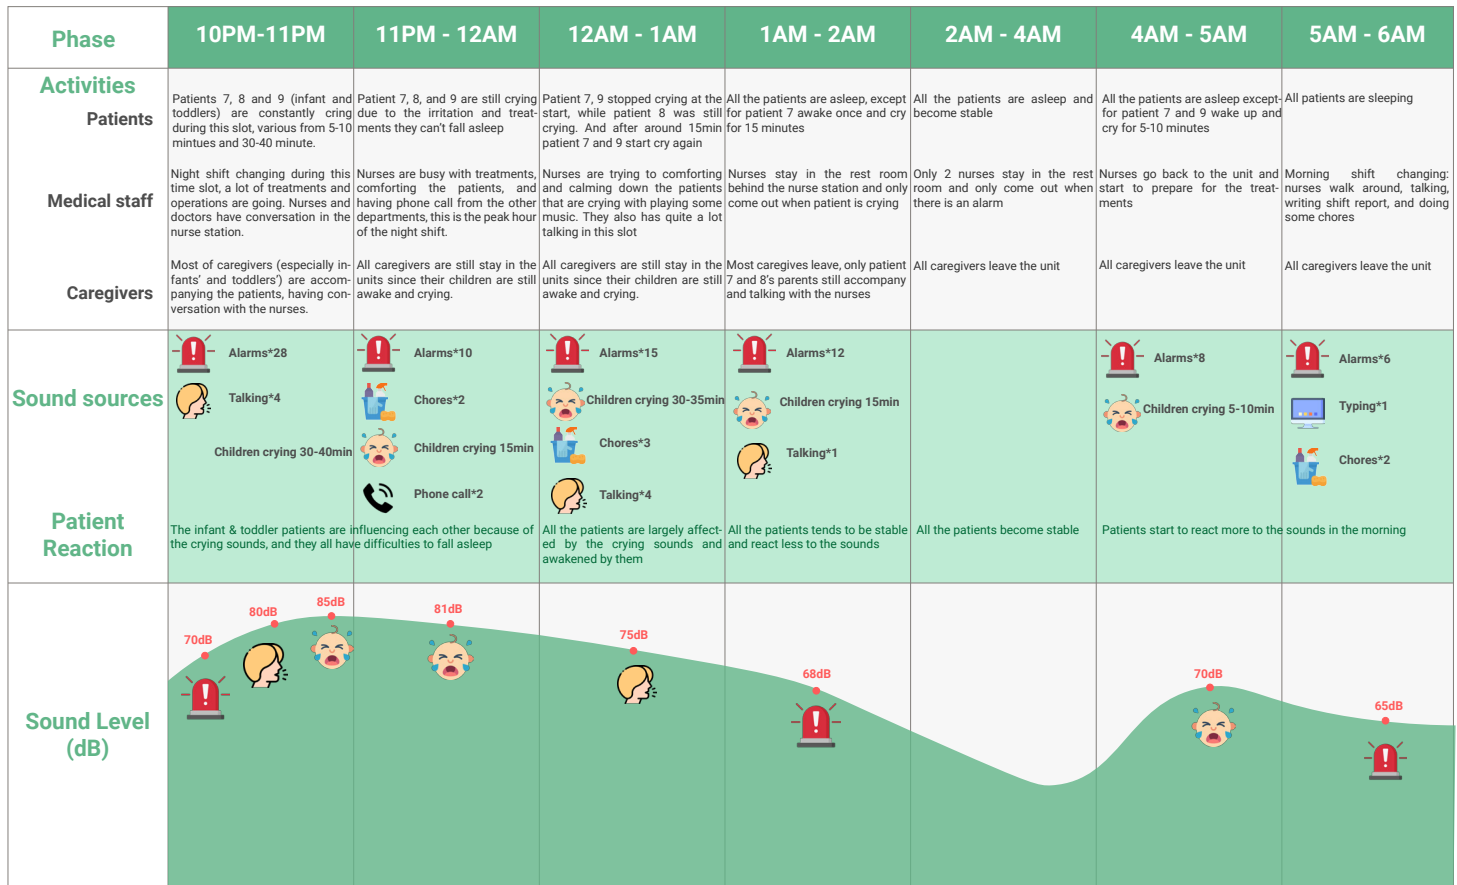 Phase
10PM-11PM
11PM - 12AM
12AM - 1AM
1AM - 2AM
2AM - 4AM
4AM - 5AM
5AM - 6AM
Activities
Patients
Patients 7, 8 and 9 (infant and
toddlers) are constantly cring
during this slot, various from 5-10
mintues and 30-40 minute.
Patient 7, 8, and 9 are still crying
due to the irritation and treat-
ments they can't fall asleep
Patient 7, 9 stopped crying at the
start, while patient 8 was still
crying. And after around 15min
patient 7 and 9 start cry again
All the patients are asleep, except
for patient 7 awake once and cry
for 15 minutes
All the patients are asleep and
become stable
All the patients are asleep except-
for patient 7 and 9 wake up and
cry for 5-10 minutes
All patients are sleeping
Medical staff
Night shift changing during this
time slot, a lot of treatments and
operations are going. Nurses and
doctors have conversation in the
nurse station.
Nurses are busy with treatments,
comforting the patients, and
having phone call from the other
departments, this is the peak hour
of the night shift.
Nurses are trying to comforting
and calming down the patients
that are crying with playing some
music. They also has quite a lot
talking in this slot
Nurses stay in the rest room
behind the nurse station and only
come out when patient is crying
Only 2 nurses stay in the rest
room and only come out when
there is an alarm
Nurses go back to the unit and
start to prepare for the treat-
ments
Morning shift changing:
nurses walk around, talking,
writing shift report, and doing
some chores
Caregivers
Most of caregivers (especially in-
fants' and toddlers') are accom-
panying the patients, having con-
versation with the nurses.
All caregivers are still stay in the
units since their children are still
awake and crying.
All caregivers are still stay in the
units since their children are still
awake and crying.
Most caregives leave, only patient
7 and 8's parents still accompany
and talking with the nurses
All caregivers leave the unit
All caregivers leave the unit
All caregivers leave the unit
Sound sources
Alarms*28
Talking*4
Children crying 30-40min
Alarms*10
Chores*2
Children crying 15min
Phone call*2
Alarms*15
Children crying 30-35min
Chores*3
Talking*4
Alarms*12
Children crying 15min
Talking*1
Alarms*8
Children crying 5-10min
Alarms*6
Typing*1
Chores*2
Patient
Reaction
The infant & toddler patients are influencing each other because of
the crying sounds, and they all have difficulties to fall asleep
All the patients are largely affect-
ed by the crying sounds and
awakened by them
All the patients tends to be stable
and react less to the sounds
All the patients become stable
Patients start to react more to the sounds in the morning
Sound Level
(dB)
70dB
80dB
85dB
81dB
75dB
68dB
70dB
65dB